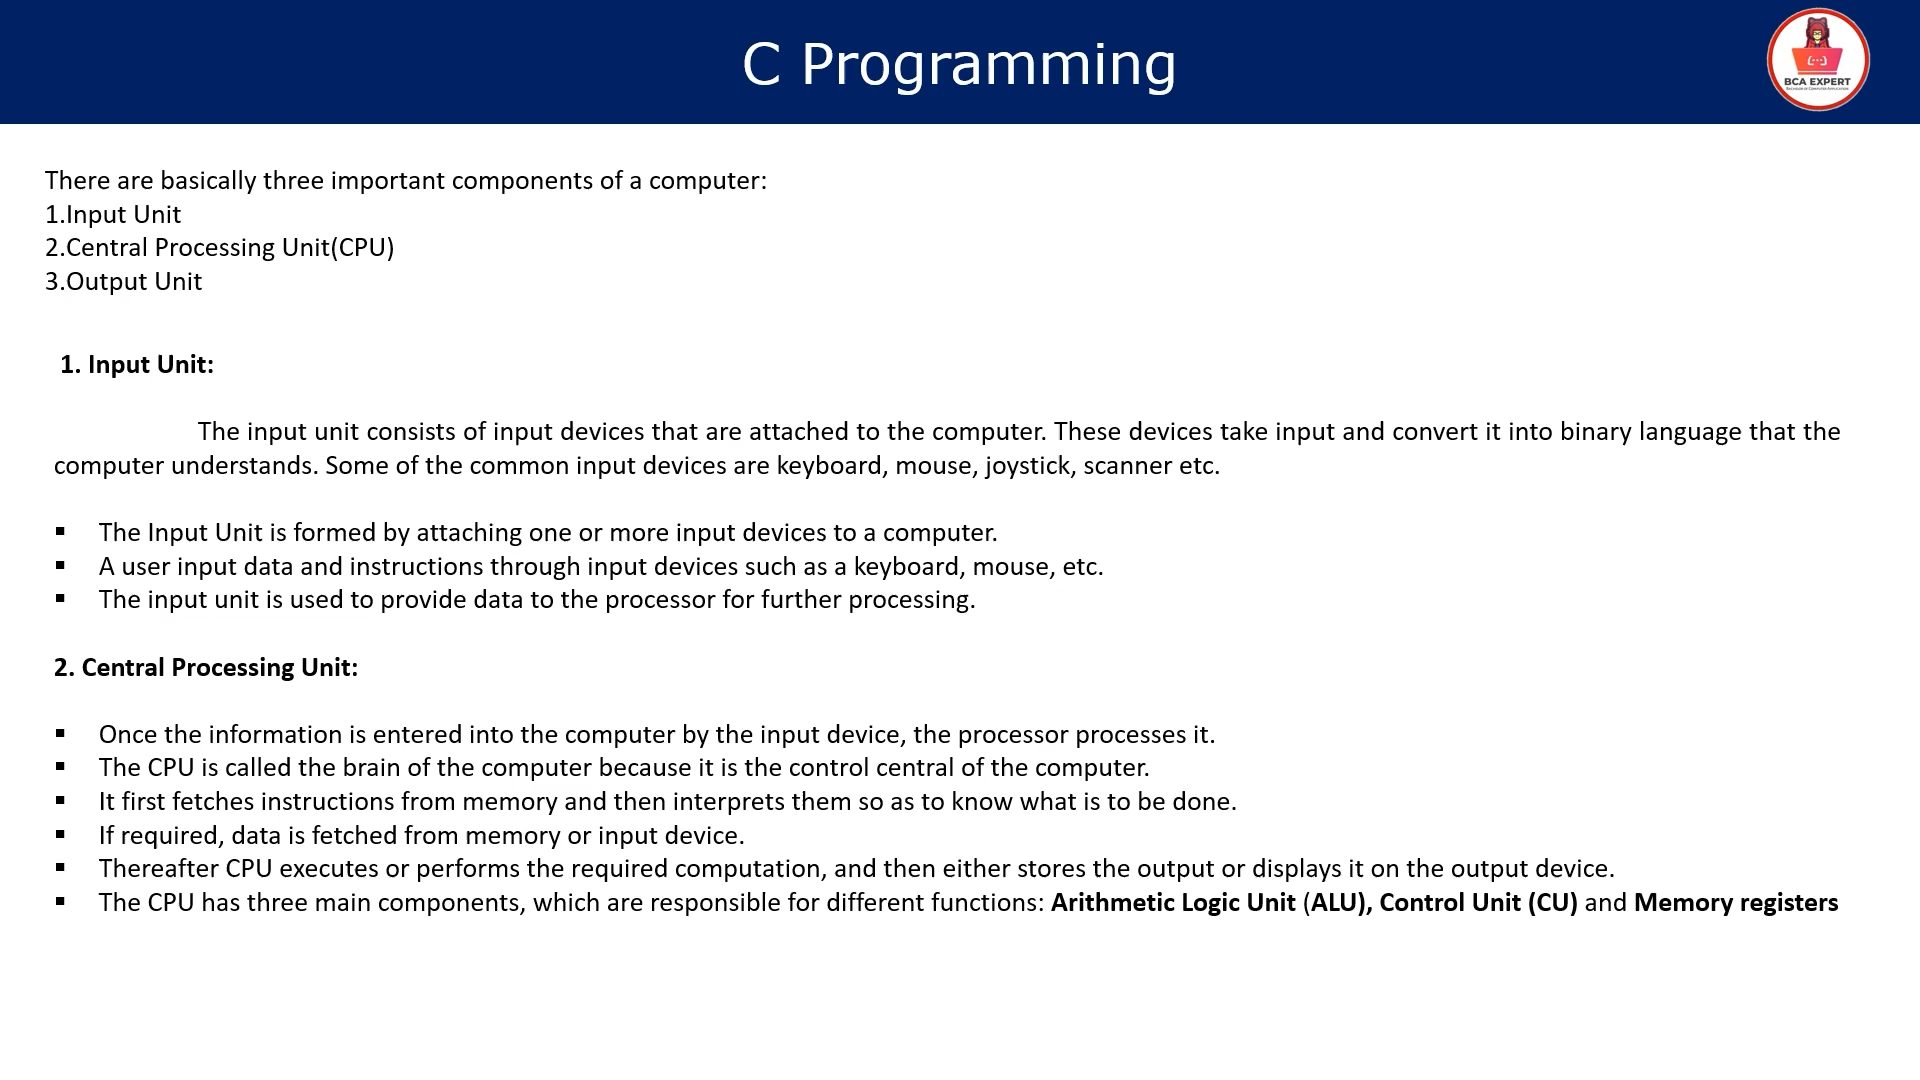 C Programming
BCA EXPERT
There are basically three important components of a computer:
1.Input Unit
2.Central Processing Unit(CPU)
3.Output Unit
1. Input Unit:
The input unit consists of input devices that are attached to the computer. These devices take input and convert it into binary language that the
computer understands. Some of the common input devices are keyboard, mouse, joystick, scanner etc.
▪ The Input Unit is formed by attaching one or more input devices to a computer.
▪ A user input data and instructions through input devices such as a keyboard, mouse, etc.
▪ The input unit is used to provide data to the processor for further processing.
2. Central Processing Unit:
▪ Once the information is entered into the computer by the input device, the processor processes it.
▪ The CPU is called the brain of the computer because it is the control central of the computer.
▪ It first fetches instructions from memory and then interprets them so as to know what is to be done.
▪ If required, data is fetched from memory or input device.
▪ Thereafter CPU executes or performs the required computation, and then either stores the output or displays it on the output device.
▪ The CPU has three main components, which are responsible for different functions: Arithmetic Logic Unit (ALU), Control Unit (CU) and Memory registers